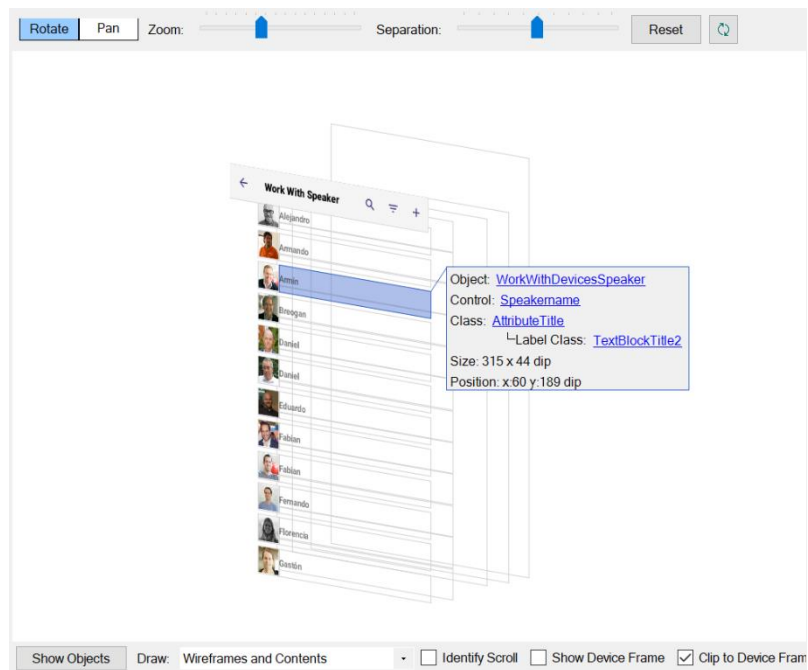 Rotate Pan Zoom: Separation: Reset
Work With Speaker
Alejandro
Armando
Armin
Breogan
Daniel
Daniel
Eduardo
Fabian
Fabian
Fernando
Florencia
Gastón
Object: WorkWithDevicesSpeaker
Control: Speakername
Class: AttributeTitle
Label Class: TextBlockTitle2
Size: 315 x 44 dip
Position: x:60 y:189 dip
Show Objects Draw: Wireframes and Contents Identify Scroll Show Device Frame Clip to Device Fram